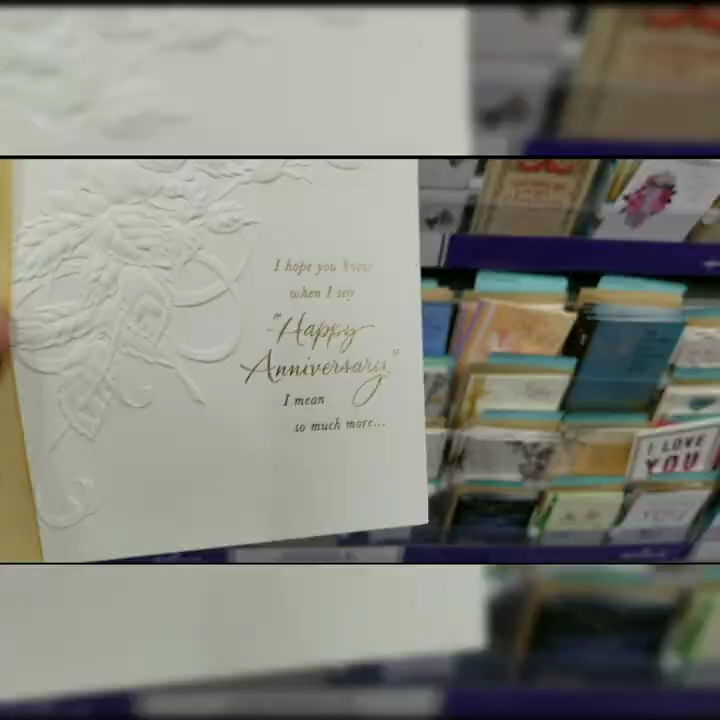 I hope you know
when I say
"Happy
Anniversary,"
I mean
so much more...
I LOVE
YOU